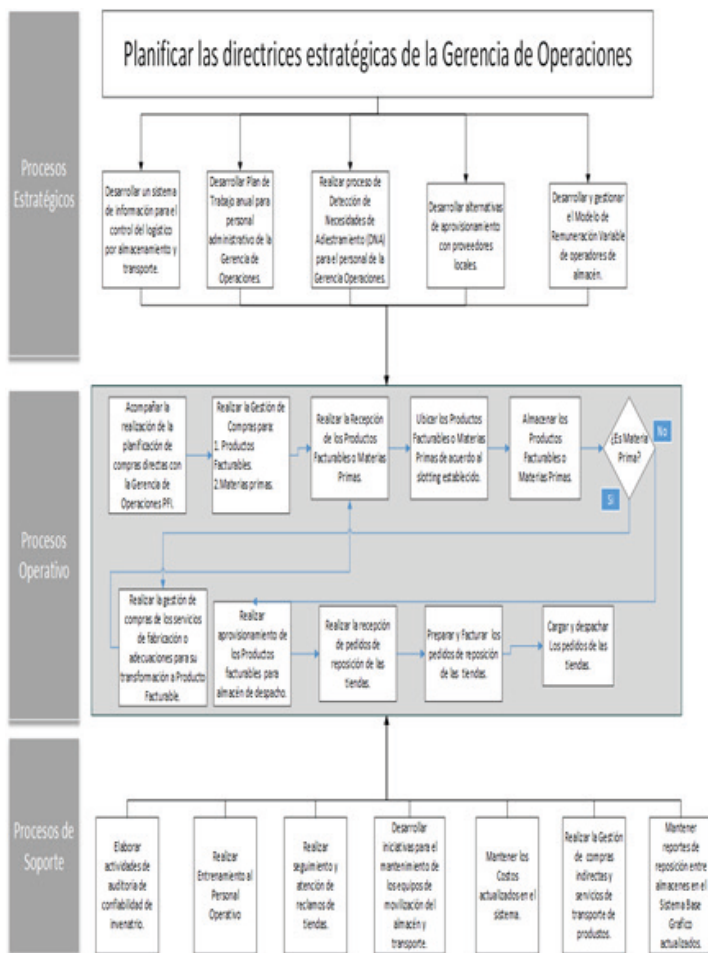 Planificar las directrices estratégicas de la Gerencia de Operaciones
Procesos
Estratégicos
Desarrollar un sistema
de información para el
control del logístico
por almacenamiento y
transporte.
Desarrollar Plan de
Trabajo anual para
personal
administrativo de la
Gerencia de
Operaciones.
Realizar proceso de
Detección de
Necesidades de
Adiestramiento (DNA)
para el personal de la
Gerencia Operaciones.
Desarrollar alternativas
de aprovisionamiento
con proveedores
locales.
Desarrollar y gestionar
el Modelo de
Remuneración Variable
de operadores de
almacén.
Procesos
Operativo
Acompañar la
realización de la
planificación de
compras directas con
la Gerencia de
Operaciones PFI.
Realizar la Gestión de
Compras para:
1. Productos
Facturables.
2.Materias primas.
Realizar la Recepción
de los Productos
Facturables o Materias
Primas.
Ubicar los Productos
Facturables o Materias
Primas de acuerdo al
slotting establecido.
Almacenar los
Productos
Facturables o
Materias Primas.
¿Es Materia
Prima?
No
Si
Realizar la gestión de
compras de los servicios
de fabricación o
adecuaciones para su
transformación a Producto
Facturable.
Realizar
aprovisionamiento de
los Productos
facturables para
almacén de despacho.
Realizar la recepción
de pedidos de
reposición de las
tiendas.
Preparar y Facturar los
pedidos de reposición
de las tiendas.
Cargar y despachar
Los pedidos de las
tiendas.
Procesos de
Soporte
Elaborar
actividades de
auditoria de
confiabilidad de
invenatrio.
Realizar
Entrenamiento al
Personal
Operativo
Realizar
seguimiento y
atención de
reclamos de
tiendas.
Desarrollar
iniciativas para el
mantenimiento de
los equipos de
movilización del
almacén y
transporte.
Mantener los
Costos
actualizados en el
sistema.
Realizar la Gestión
de compras
indirectas y
servicios de
transporte de
productos.
Mantener
reportes de
reposición entre
almacenes en el
Sistema Base
Grafico
actualizados.